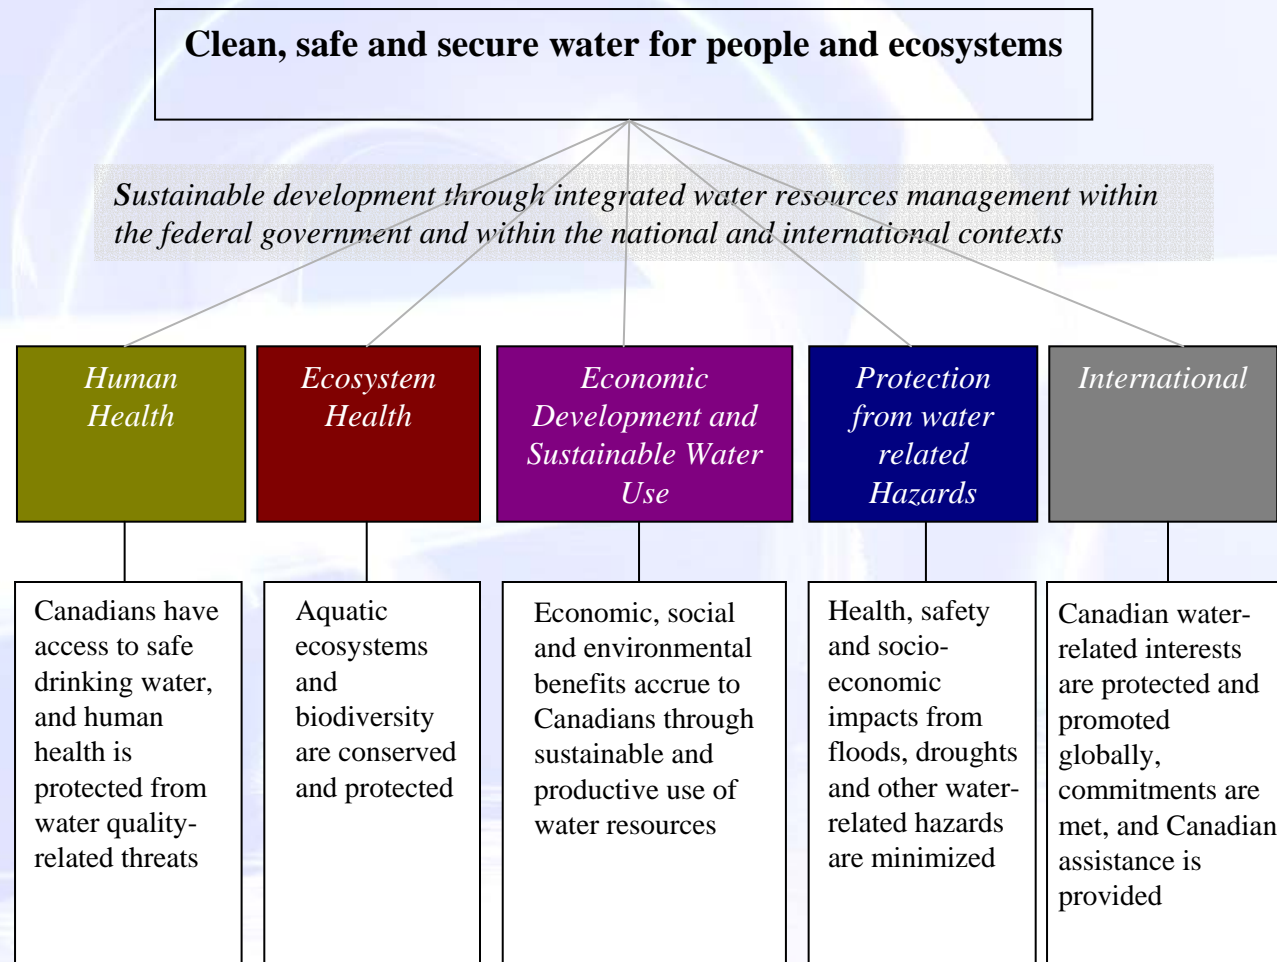 Clean, safe and secure water for people and ecosystems
Sustainable development through integrated water resources management within
the federal government and within the national and international contexts
Human
Health
Ecosystem
Health
Economic
Development and
Sustainable Water
Use
Protection
from water
related
Hazards
International
Canadians have
access to safe
drinking water,
and human
health is
protected from
water quality-
related threats
Aquatic
ecosystems
and
biodiversity
are conserved
and protected
Economic, social
and environmental
benefits accrue to
Canadians through
sustainable and
productive use of
water resources
Health, safety
and socio-
economic
impacts from
floods, droughts
and other water-
related hazards
are minimized
Canadian water-
related interests
are protected and
promoted
globally,
commitments are
met, and Canadian
assistance is
provided